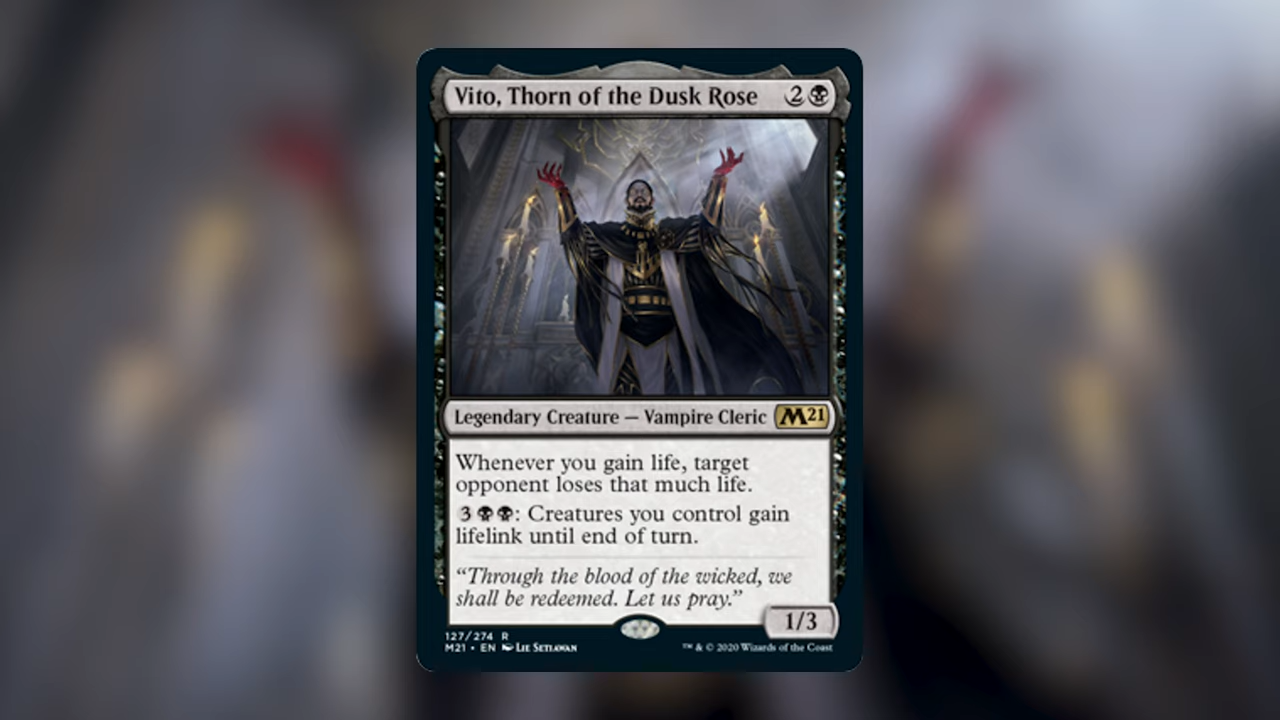 Vito, Thorn of the Dusk Rose 2
Legendary Creature — Vampire Cleric M21
Whenever you gain life, target
opponent loses that much life.
3: Creatures you control gain
lifelink until end of turn.
“Through the blood of the wicked, we
shall be redeemed. Let us pray.”
1/3
127/274 R
M21 • EN Lie Setiawan ™ & © 2020 Wizards of the Coast